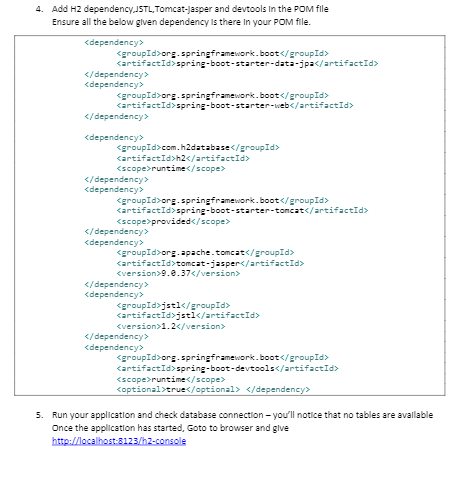 4. Add H2 dependency,JSTL,Tomcat-Jasper and devtools in the POM file
Ensure all the below given dependency is there in your POM file.
<dependency>
<groupId>org.springframework.boot</groupId>
<artifactId>spring-boot-starter-data-jpa</artifactId>
</dependency>
<dependency>
<groupId>org.springframework.boot</groupId>
<artifactId>spring-boot-starter-web</artifactId>
</dependency>
<dependency>
<groupId>com.h2database</groupId>
<artifactId>h2</artifactId>
<scope>runtime</scope>
</dependency>
<dependency>
<groupId>org.springframework.boot</groupId>
<artifactId>spring-boot-starter-tomcat</artifactId>
<scope>provided</scope>
</dependency>
<dependency>
<groupId>org.apache.tomcat</groupId>
<artifactId>tomcat-jasper</artifactId>
<version>9.0.37</version>
</dependency>
<dependency>
<groupId>jstl</groupId>
<artifactId>jstl</artifactId>
<version>1.2</version>
</dependency>
<dependency>
<groupId>org.springframework.boot</groupId>
<artifactId>spring-boot-devtools</artifactId>
<scope>runtime</scope>
<optional>true</optional> </dependency>
5. Run your application and check database connection – you'll notice that no tables are available
Once the application has started, Goto to browser and give
http://localhost:8123/h2-console